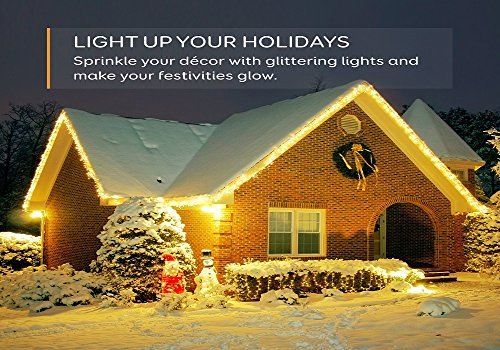 LIGHT UP YOUR HOLIDAYS
Sprinkle your décor with glittering lights and
make your festivities glow.